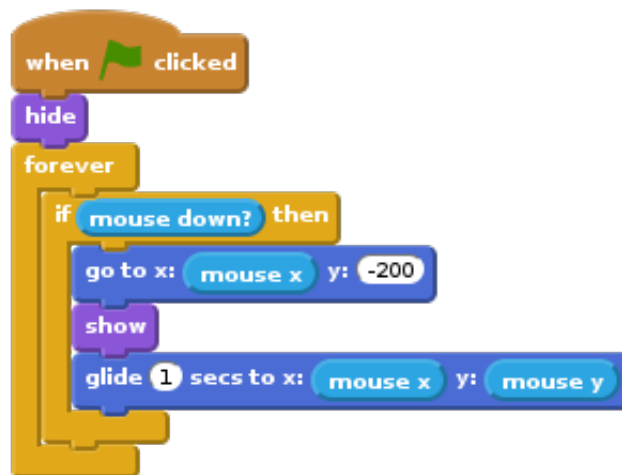 when clicked
hide
forever
if mouse down? then
go to x: mouse x y: -200
show
glide 1 secs to x: mouse x y: mouse y